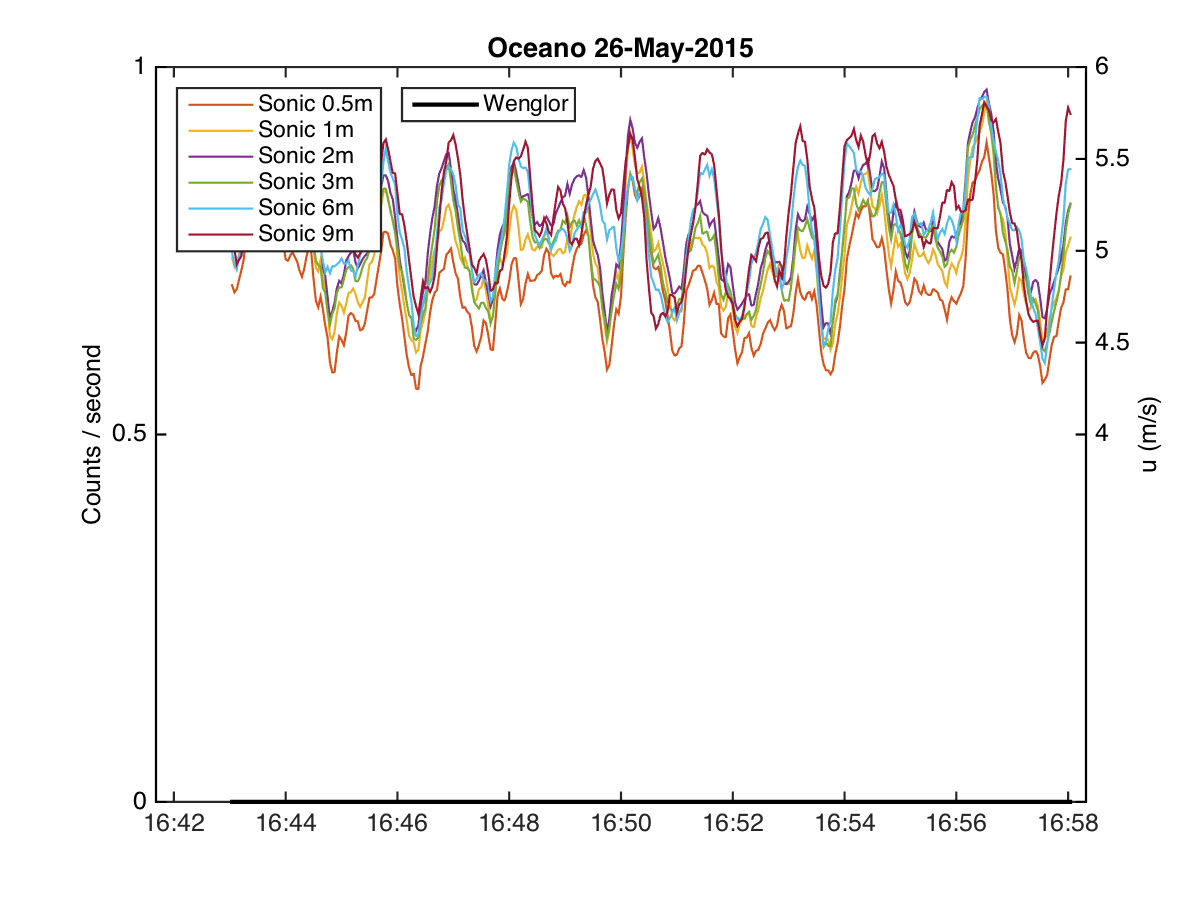 Oceano 26-May-2015
1
6
Sonic 0.5m
Wenglor
Sonic 1m
Sonic 2m
5.5
Sonic 3m
Sonic 6m
Sonic 9m
5
4.5
Counts / second
0.5
4
u (m/s)
0
16:42 16:44 16:46 16:48 16:50 16:52 16:54 16:56 16:58